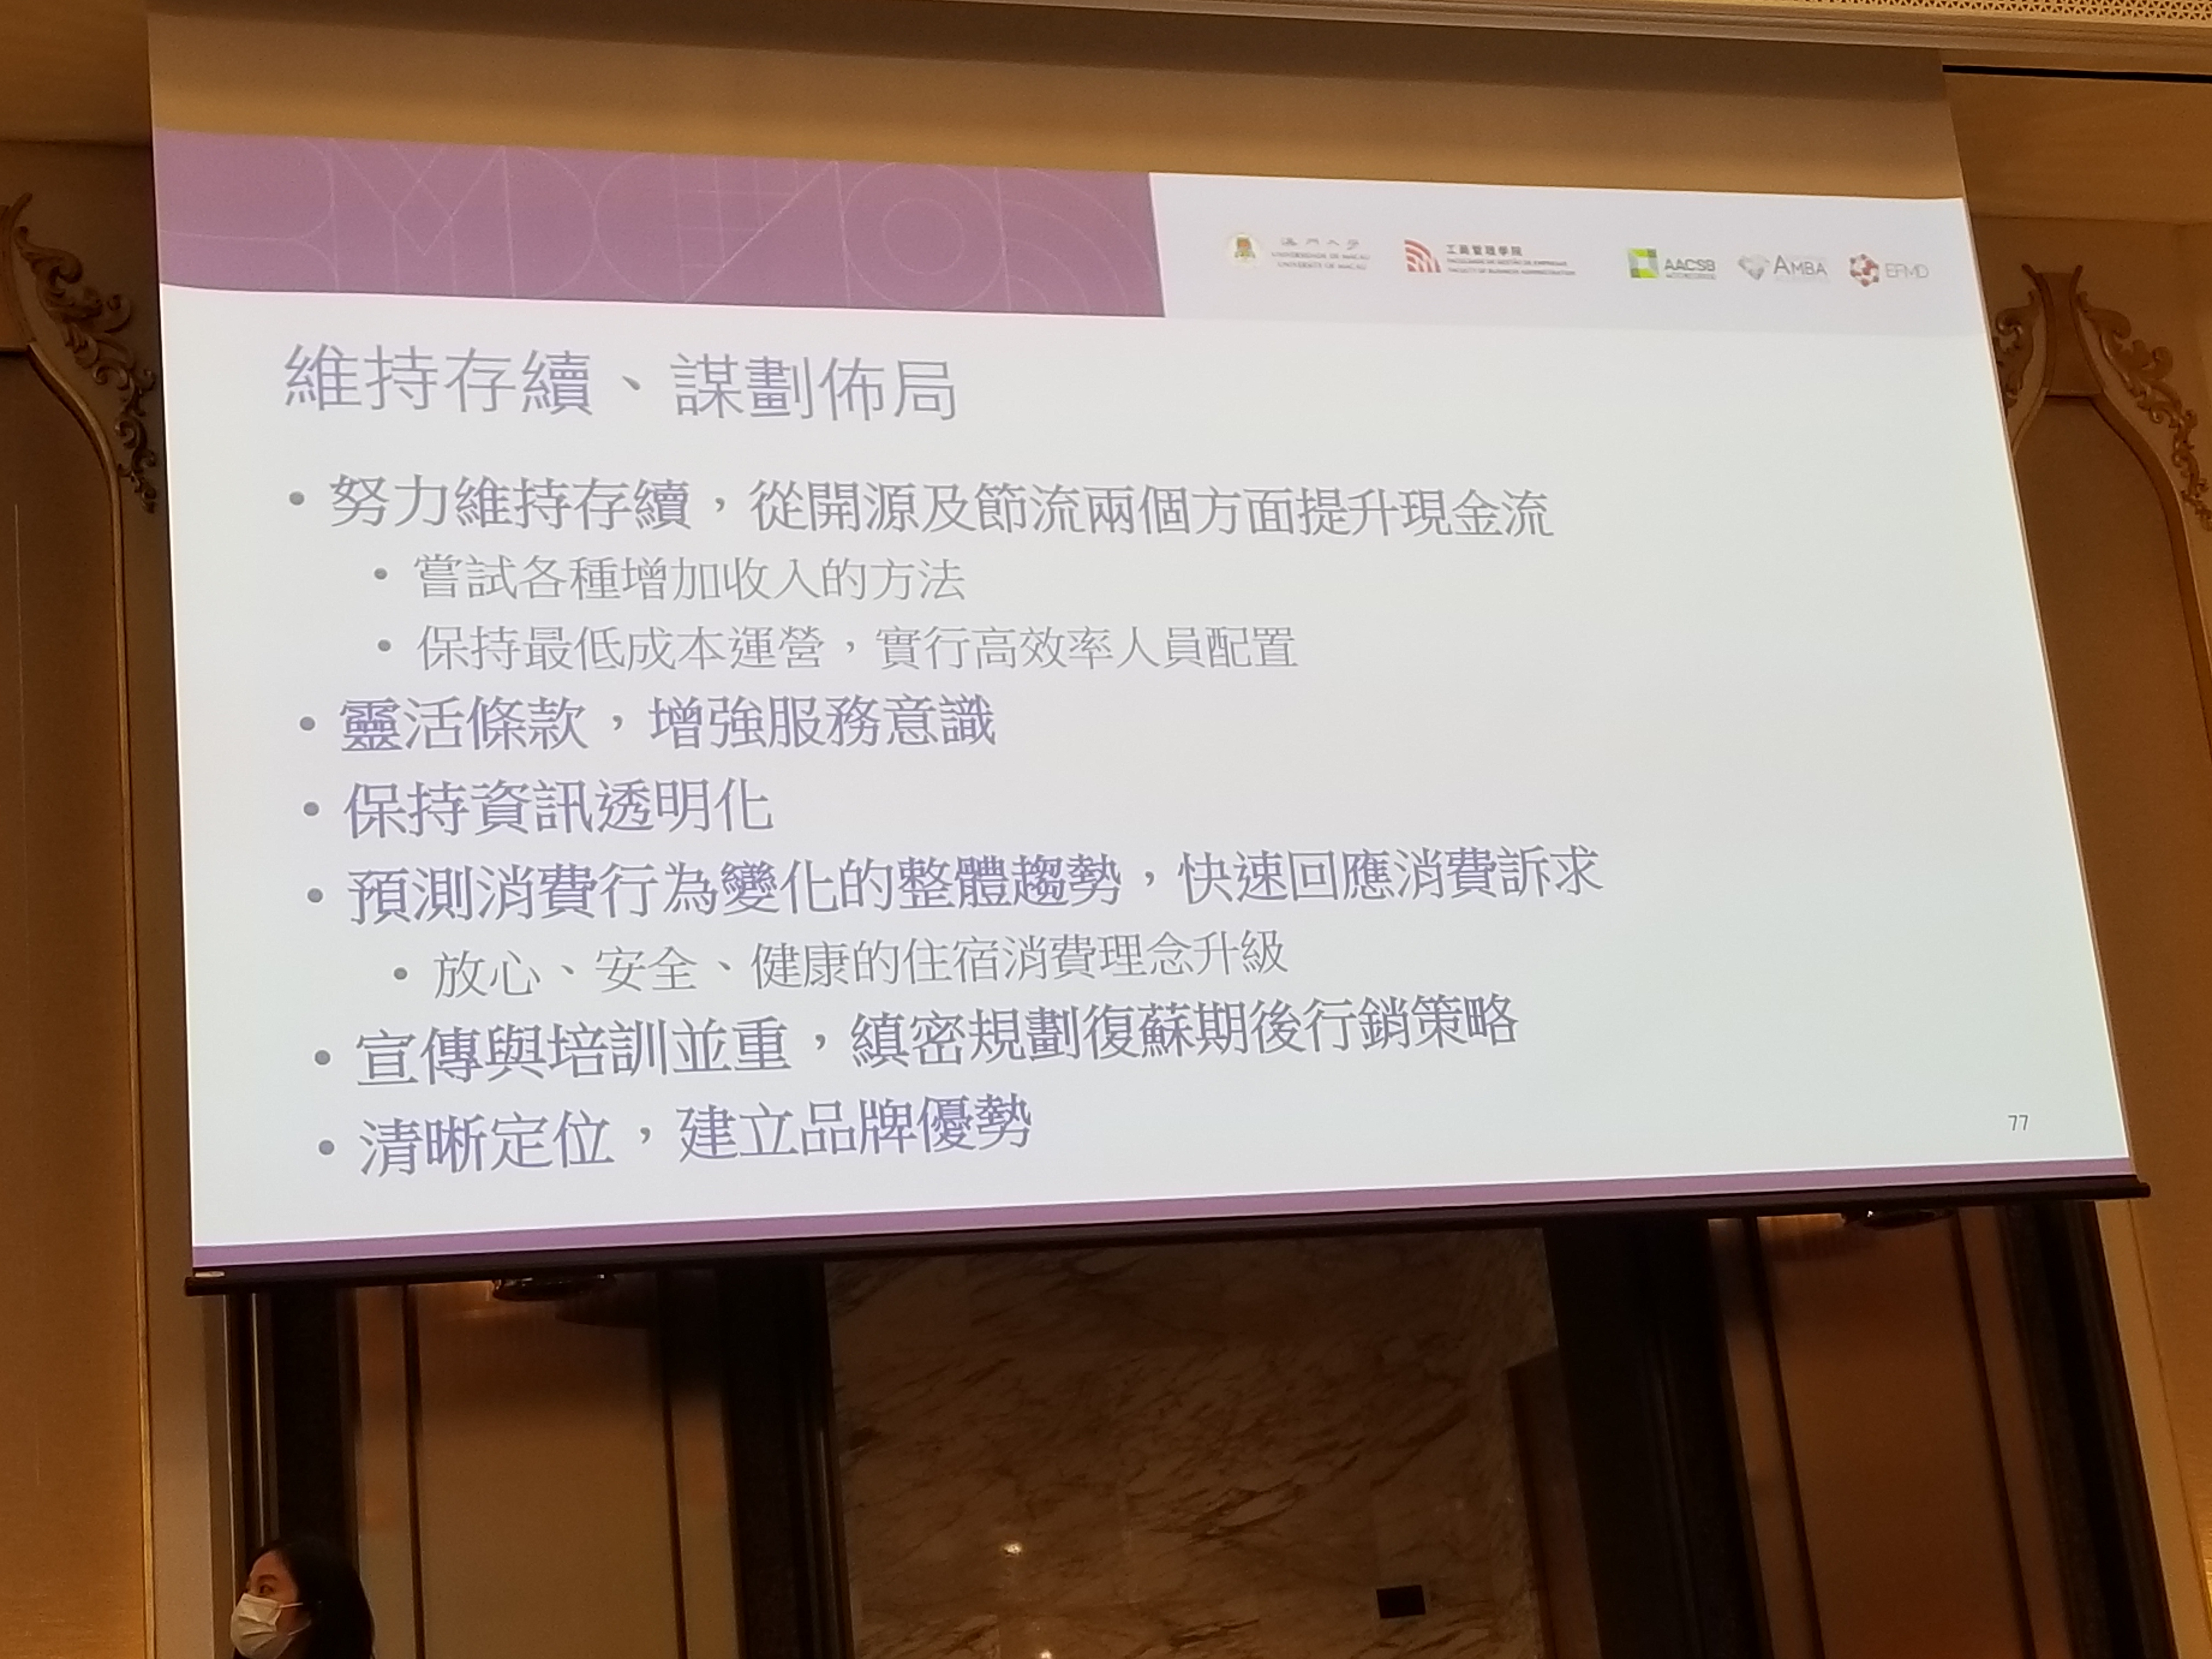 澳門大學
UNIVERSIDADE DE MACAU
UNIVERSITY OF MACAU
工商管理學院
FACULDADE DE GESTÃO DE EMPRESAS
FACULTY OF BUSINESS ADMINISTRATION
AACSB
ACCREDITED
AMBA
EFMD
維持存續、謀劃佈局
• 努力維持存續，從開源及節流兩個方面提升現金流
• 嘗試各種增加收入的方法
• 保持最低成本運營，實行高效率人員配置
• 靈活條款，增強服務意識
• 保持資訊透明化
• 預測消費行為變化的整體趨勢，快速回應消費訴求
• 放心、安全、健康的住宿消費理念升級
• 宣傳與培訓並重，縝密規劃復蘇期後行銷策略
• 清晰定位，建立品牌優勢
77